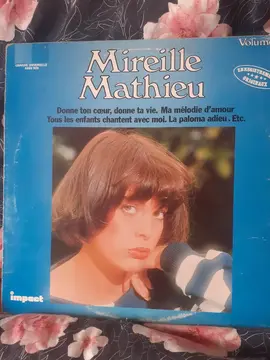 Volume
Mireille
Mathieu
Donne ton cœur, donne ta vie. Ma mélodie d'amour
Tous les enfants chantent avec moi. La paloma adieu. Etc.
impact